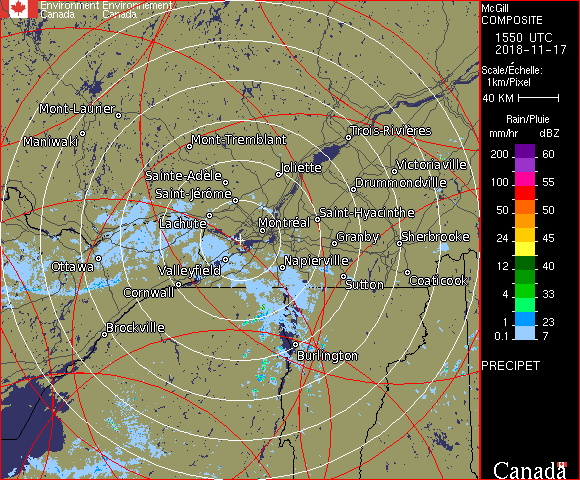 Environment Environnement
Canada Canada
McGill
COMPOSITE
1550 UTC
2018-11-17
Scale/Échelle:
1km/Pixel
40 KM
Rain/Pluie
mm/hr dBZ
200 60
150 57
100 55
50 50
24 45
12 40
4 33
1 23
0.1 7
PRECIPET
Canada
Mont-Laurier
Maniwaki
Mont-Tremblant
Trois-Rivières
Joliette
Victoriaville
Sainte-Adèle
Drummondville
Saint-Jérôme
Lachute
Saint-Hyacinthe
Montréal
Granby
Sherbrooke
Ottawa
Valleyfield
Napierville
Cornwall
Sutton
Coaticook
Brockville
Burlington